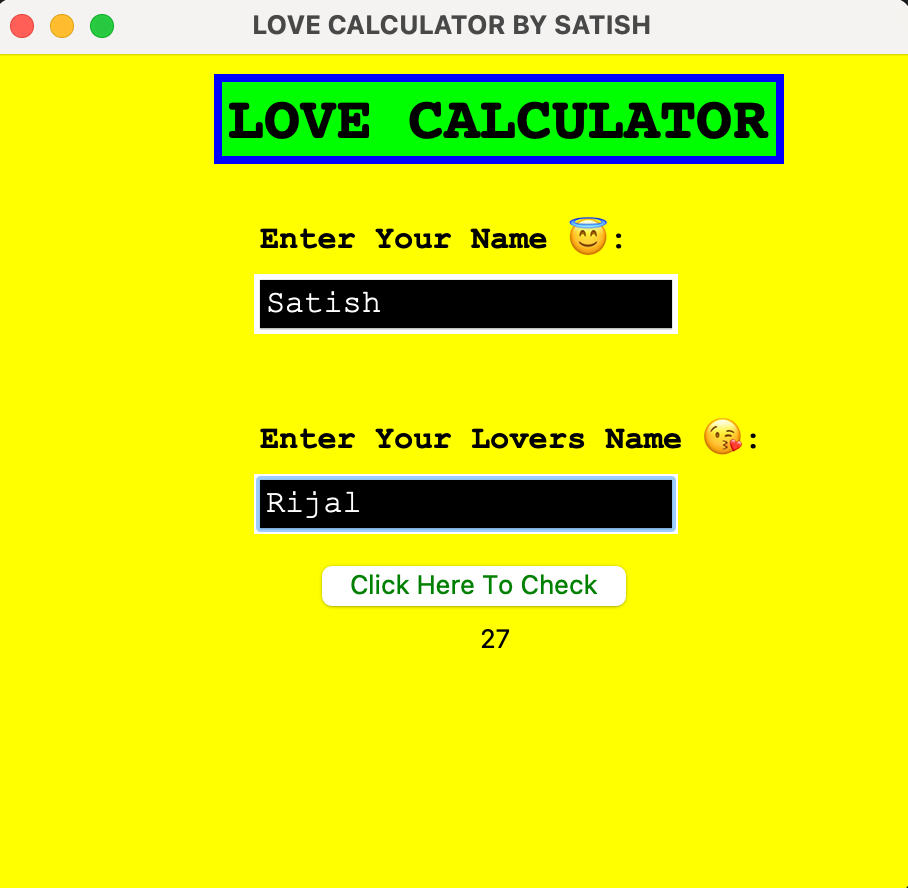 LOVE CALCULATOR BY SATISH
LOVE CALCULATOR
Enter Your Name 😇:
Satish
Enter Your Lovers Name 😘:
Rijal
Click Here To Check
27